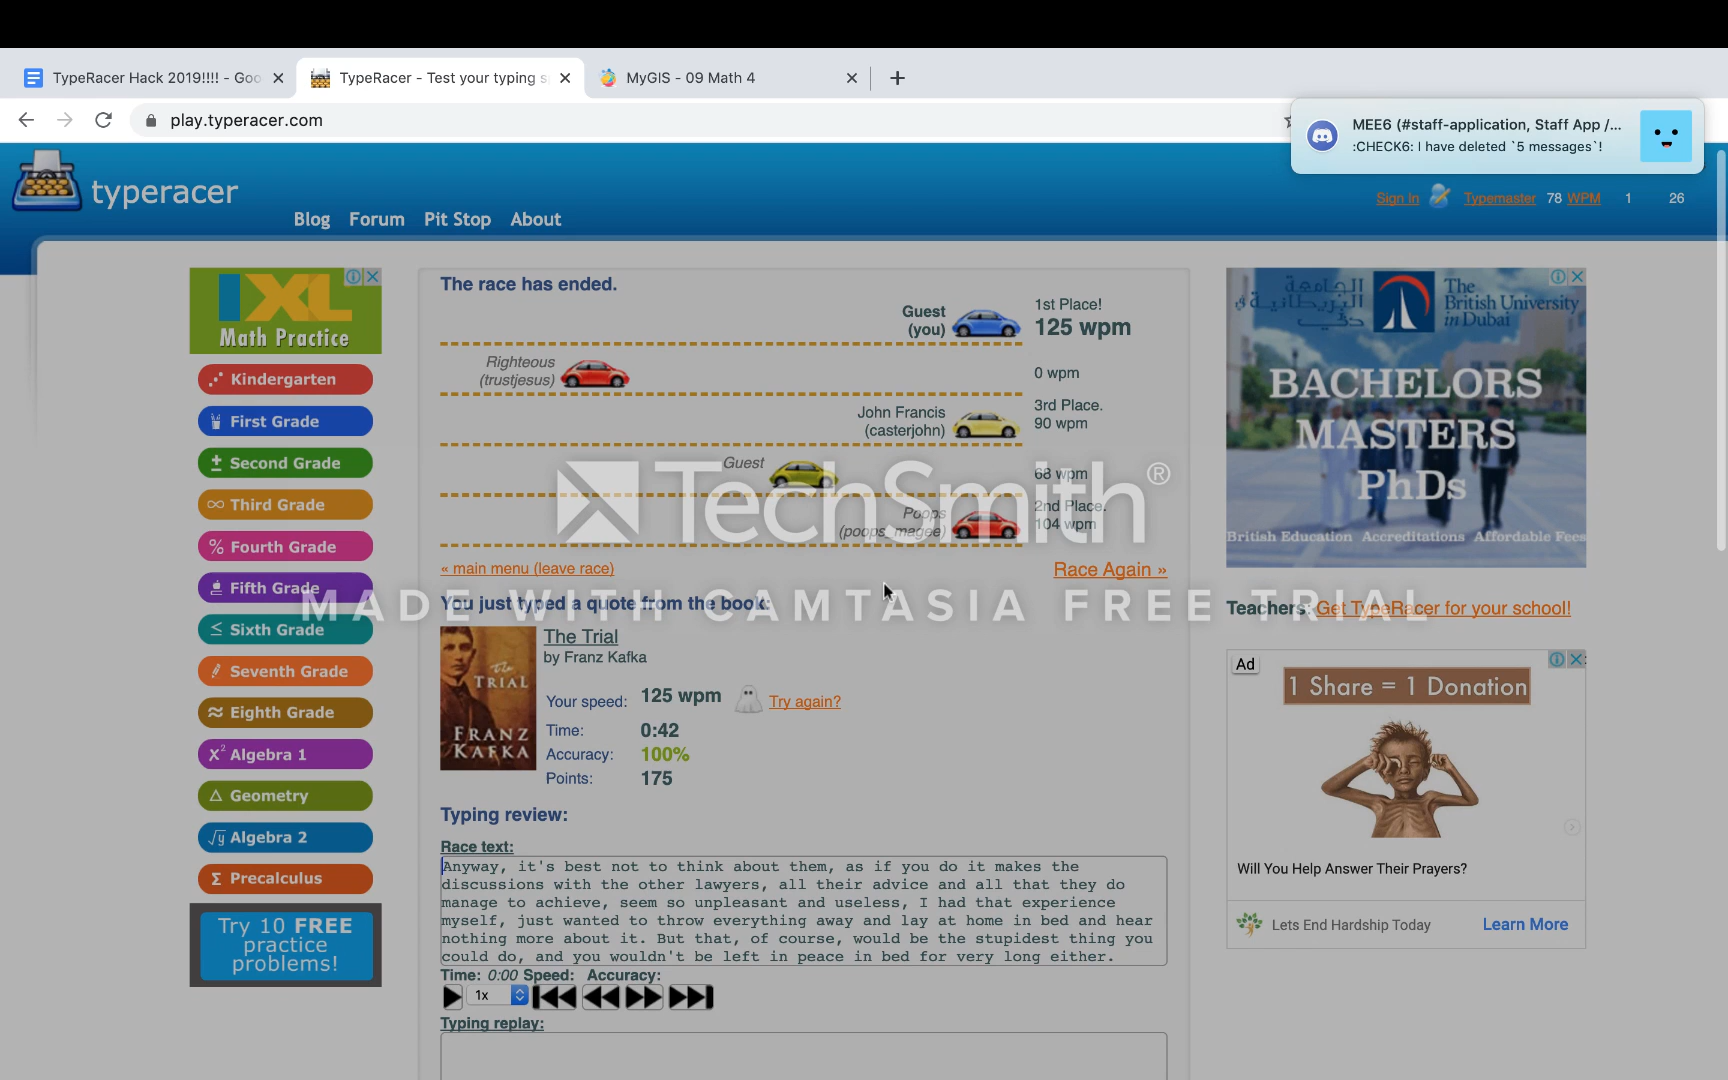 TypeRacer Hack 2019!!!! - Goo
TypeRacer - Test your typing s
MyGIS - 09 Math 4
play.typeracer.com
MEE6 (#staff-application, Staff App /...
:CHECK6: I have deleted `5 messages`!
typeracer
Blog Forum Pit Stop About
Sign In Typemaster 78 WPM 1 26
IXL
Math Practice
Kindergarten
First Grade
Second Grade
Third Grade
Fourth Grade
Fifth Grade
Sixth Grade
Seventh Grade
Eighth Grade
Algebra 1
Geometry
Algebra 2
Precalculus
Try 10 FREE
practice
problems!
The race has ended.
Guest
(you)
1st Place!
125 wpm
Righteous
(trustjesus)
0 wpm
John Francis
(casterjohn)
3rd Place.
90 wpm
Guest
68 wpm
Poops
(poops_magee)
2nd Place.
104 wpm
TechSmith®
MADE WITH CAMTASIA FREE TRIAL
« main menu (leave race)
Race Again »
You just typed a quote from the book:
The Trial
by Franz Kafka
The
TRIAL
FRANZ
KAFKA
Your speed: 125 wpm Try again?
Time: 0:42
Accuracy: 100%
Points: 175
Typing review:
Race text:
Anyway, it's best not to think about them, as if you do it makes the
discussions with the other lawyers, all their advice and all that they do
manage to achieve, seem so unpleasant and useless, I had that experience
myself, just wanted to throw everything away and lay at home in bed and hear
nothing more about it. But that, of course, would be the stupidest thing you
could do, and you wouldn't be left in peace in bed for very long either.
Time: 0:00 Speed: Accuracy:
1x
Typing replay:
الجامعة
البريطانية في
دبي
The
British University
in Dubai
BACHELORS
MASTERS
PhDs
British Education Accreditations Affordable Fees
Teachers: Get TypeRacer for your school!
Ad
1 Share = 1 Donation
Will You Help Answer Their Prayers?
Lets End Hardship Today
Learn More